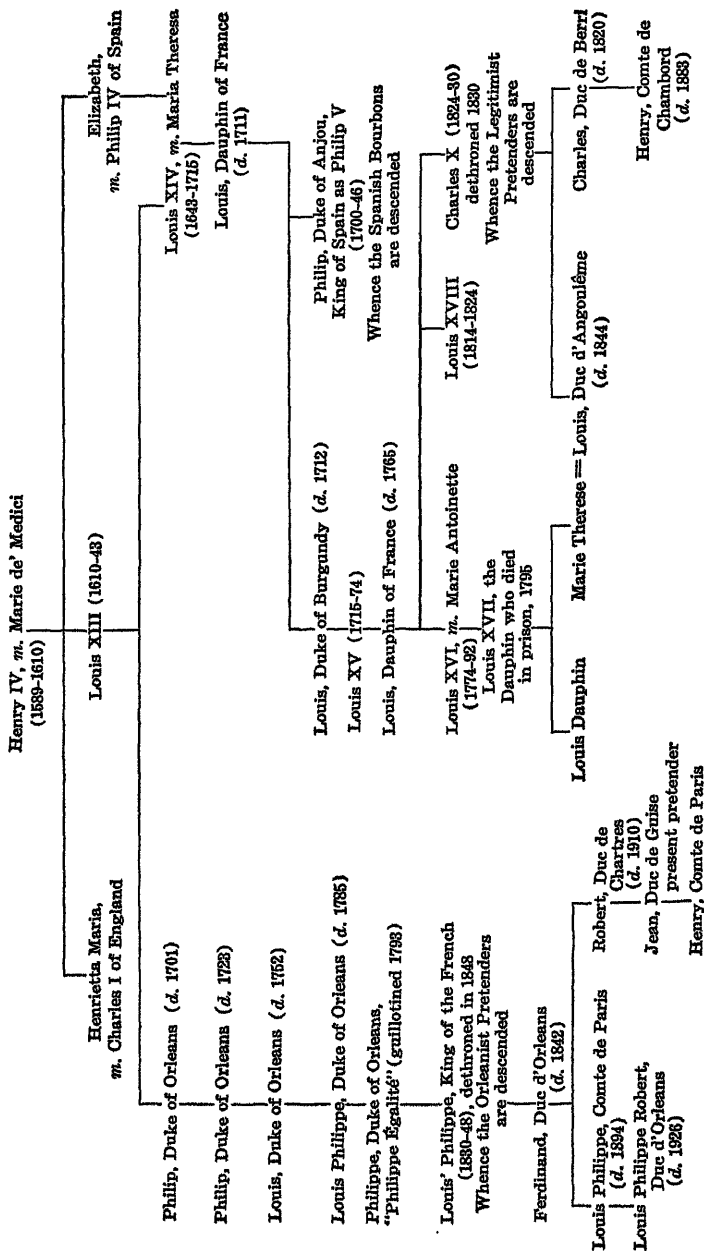 Henry IV, m. Marie de' Medici
(1589-1610)
Henrietta Maria,
m. Charles I of England
Louis XIII (1610-43)
Elizabeth,
m. Philip IV of Spain
Philip, Duke of Orleans (d. 1701)
Louis XIV, m. Maria Theresa
(1643-1715)
Philip, Duke of Orleans (d. 1723)
Louis, Dauphin of France
(d. 1711)
Louis, Duke of Orleans (d. 1752)
Louis, Duke of Burgundy (d. 1712)
Philip, Duke of Anjou,
King of Spain as Philip V
(1700-46)
Whence the Spanish Bourbons
are descended
Louis Philippe, Duke of Orleans (d. 1785)
Louis XV (1715-74)
Philippe, Duke of Orleans,
"Philippe Égalité" (guillotined 1793)
Louis, Dauphin of France (d. 1765)
Louis' Philippe, King of the French
(1830-48), dethroned in 1848
Whence the Orleanist Pretenders
are descended
Louis XVI, m. Marie Antoinette
(1774-92)
Louis XVII, the
Dauphin who died
in prison, 1795
Louis XVIII
(1814-1824)
Charles X (1824-30)
dethroned 1830
Whence the Legitimist
Pretenders are
descended
Ferdinand, Duc d'Orleans
(d. 1842)
Louis Dauphin
Marie Therese = Louis, Duc d'Angoulême
(d. 1844)
Charles, Duc de Berri
(d. 1820)
Louis Philippe, Comte de Paris
(d. 1894)
Robert, Duc de
Chartres
(d. 1910)
Henry, Comte de
Chambord
(d. 1883)
Louis Philippe Robert,
Duc d'Orleans
(d. 1926)
Jean, Duc de Guise
present pretender
Henry, Comte de Paris